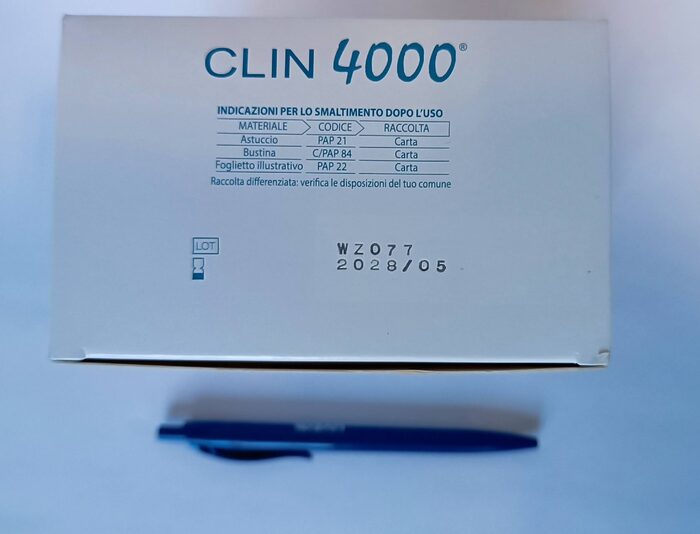 CLIN 4000®
INDICAZIONI PER LO SMALTIMENTO DOPO L'USO
MATERIALE CODICE RACCOLTA
Astuccio PAP 21 Carta
Bustina C/PAP 84 Carta
Foglietto illustrativo PAP 22 Carta
Raccolta differenziata: verifica le disposizioni del tuo comune
LOT WZ077
2028/05